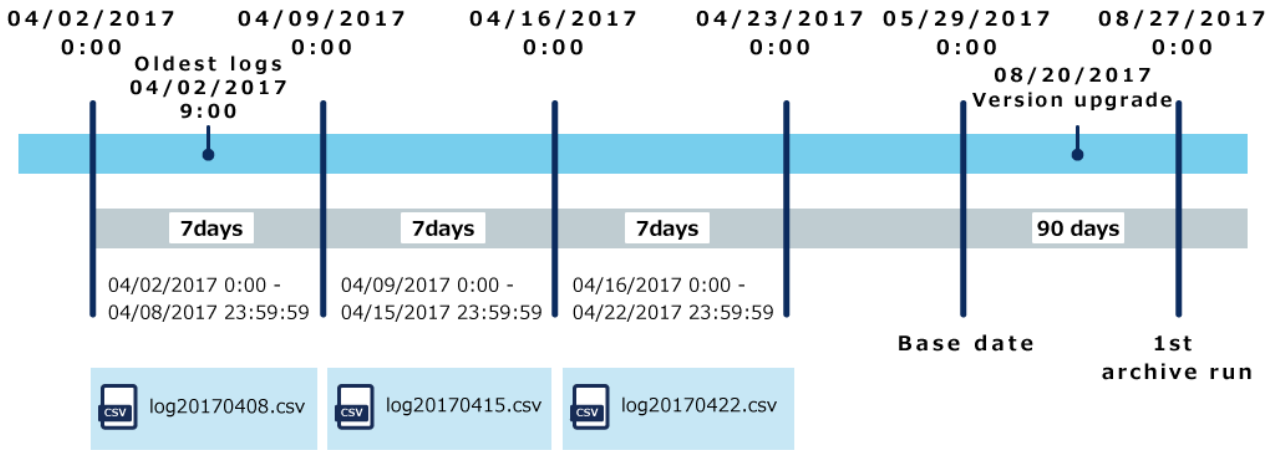 04/02/2017 04/09/2017 04/16/2017 04/23/2017 05/29/2017 08/27/2017
0:00 0:00 0:00 0:00 0:00 0:00
Oldest logs
04/02/2017
9:00
08/20/2017
Version upgrade
7days 7days 7days 90 days
04/02/2017 0:00 -
04/08/2017 23:59:59
04/09/2017 0:00 -
04/15/2017 23:59:59
04/16/2017 0:00 -
04/22/2017 23:59:59
Base date
1st
archive run
CSV log20170408.csv
CSV log20170415.csv
CSV log20170422.csv